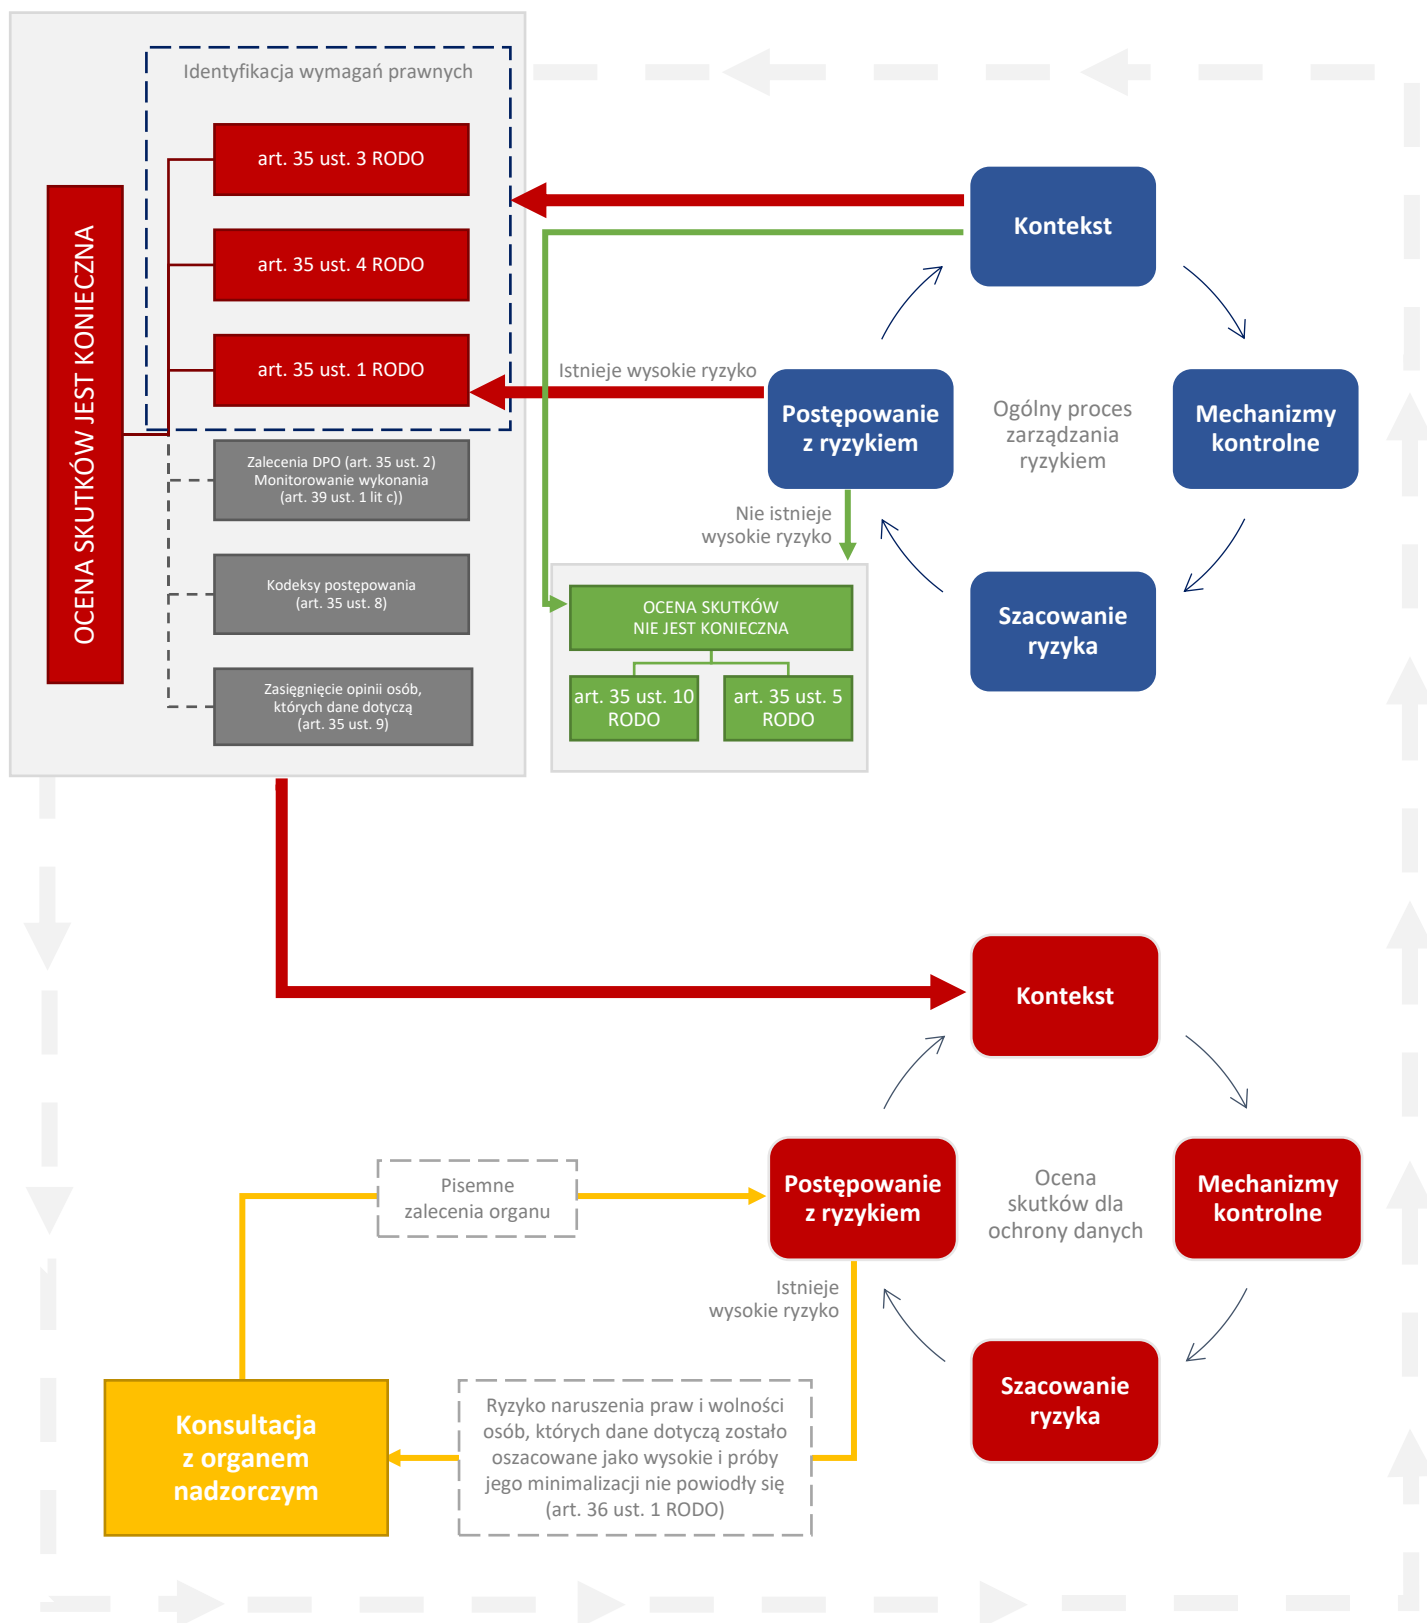 Identyfikacja wymagań prawnych
art. 35 ust. 3 RODO
art. 35 ust. 4 RODO
art. 35 ust. 1 RODO
OCENA SKUTKÓW JEST KONIECZNA
Zalecenia DPO (art. 35 ust. 2)
Monitorowanie wykonania
(art. 39 ust. 1 lit c))
Kodeksy postępowania
(art. 35 ust. 8)
Zasięgnięcie opinii osób,
których dane dotyczą
(art. 35 ust. 9)
Kontekst
Istnieje wysokie ryzyko
Postępowanie
z ryzykiem
Ogólny proces
zarządzania
ryzykiem
Mechanizmy
kontrolne
Nie istnieje
wysokie ryzyko
Szacowanie
ryzyka
OCENA SKUTKÓW
NIE JEST KONIECZNA
art. 35 ust. 10
RODO
art. 35 ust. 5
RODO
Kontekst
Pisemne
zalecenia organu
Postępowanie
z ryzykiem
Ocena
skutków dla
ochrony danych
Mechanizmy
kontrolne
Istnieje
wysokie ryzyko
Szacowanie
ryzyka
Konsultacja
z organem
nadzorczym
Ryzyko naruszenia praw i wolności
osób, których dane dotyczą zostało
oszacowane jako wysokie i próby
jego minimalizacji nie powiodły się
(art. 36 ust. 1 RODO)